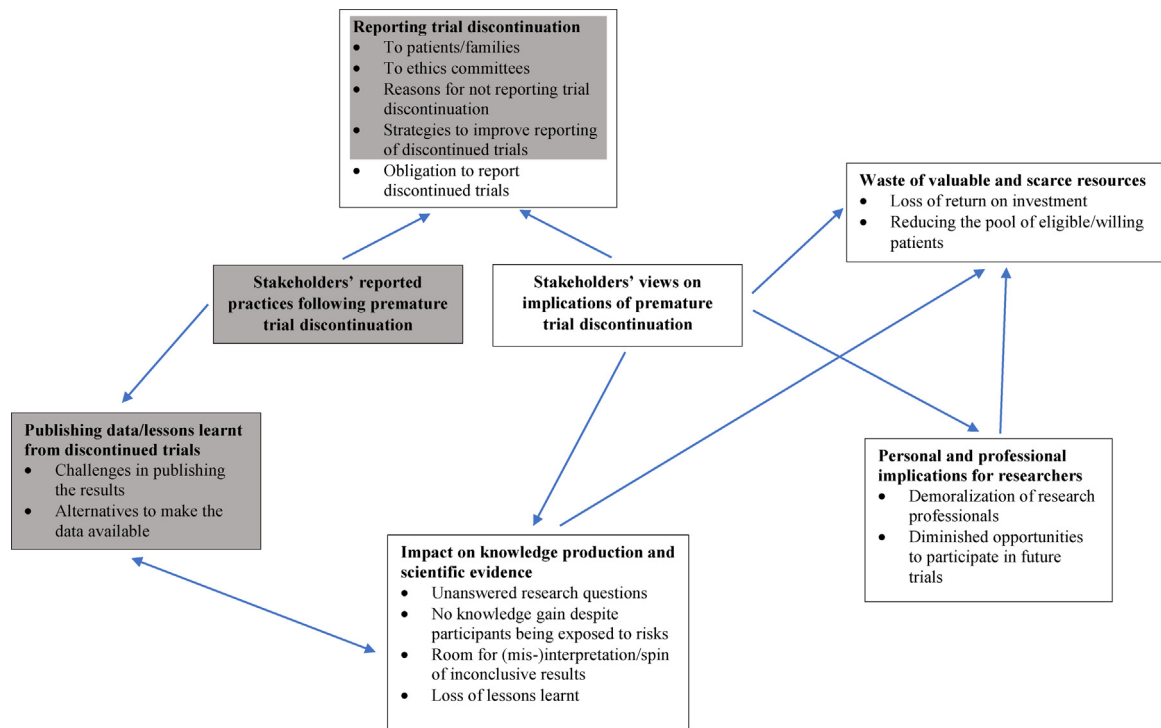 Reporting trial discontinuation
• To patients/families
• To ethics committees
• Reasons for not reporting trial
discontinuation
• Strategies to improve reporting
of discontinued trials
• Obligation to report
discontinued trials
Waste of valuable and scarce resources
• Loss of return on investment
• Reducing the pool of eligible/willing
patients
Stakeholders’ reported
practices following premature
trial discontinuation
Stakeholders’ views on
implications of premature
trial discontinuation
Publishing data/lessons learnt
from discontinued trials
• Challenges in publishing
the results
• Alternatives to make the
data available
Personal and professional
implications for researchers
• Demoralization of research
professionals
• Diminished opportunities
to participate in future
trials
Impact on knowledge production and
scientific evidence
• Unanswered research questions
• No knowledge gain despite
participants being exposed to risks
• Room for (mis-)interpretation/spin
of inconclusive results
• Loss of lessons learnt